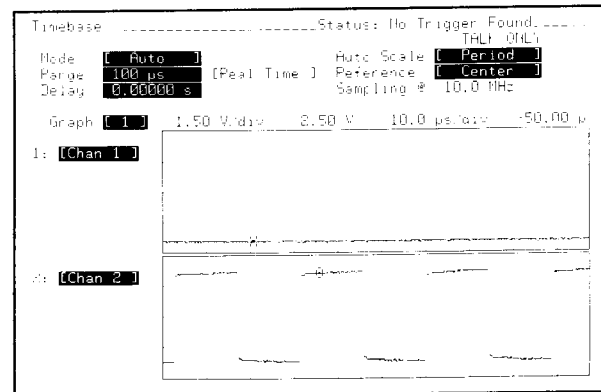 Timebase Status: No Trigger Found
TALK ONLY
Mode [ Auto ] Auto Scale [ Period ]
Range 100 µs [Real Time ] Reference [ Center ]
Delay 0.00000 s Sampling @ 10.0 MHz
Graph [ 1 ] 1.50 V/div 2.50 V 10.0 µs/div -50.00 µ
1: [Chan 1 ]
2: [Chan 2 ]